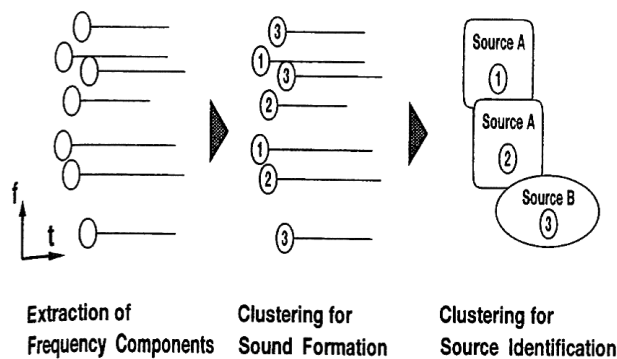 3
1
3
2
1
2
3
f
t
Source A
1
Source A
2
Source B
3
Extraction of
Frequency Components
Clustering for
Sound Formation
Clustering for
Source Identification